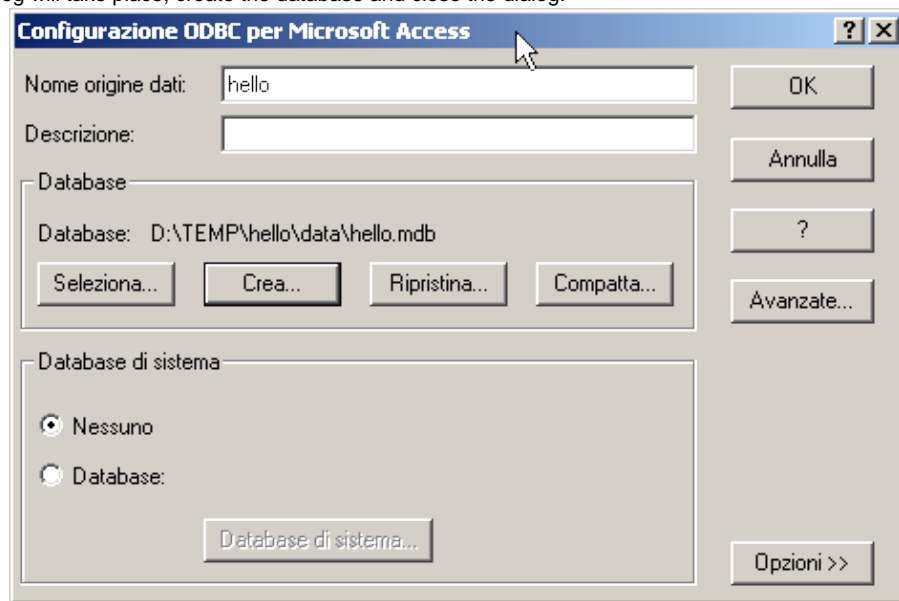 og will take place, create the database and close the dialog.
Configurazione ODBC per Microsoft Access
Nome origine dati: hello
Descrizione:
OK
Annulla
?
Avanzate...
Database
Database: D:\TEMP\hello\data\hello.mdb
Seleziona... Crea... Ripristina... Compatta...
Database di sistema
Nessuno
Database:
Database di sistema...
Opzioni >>